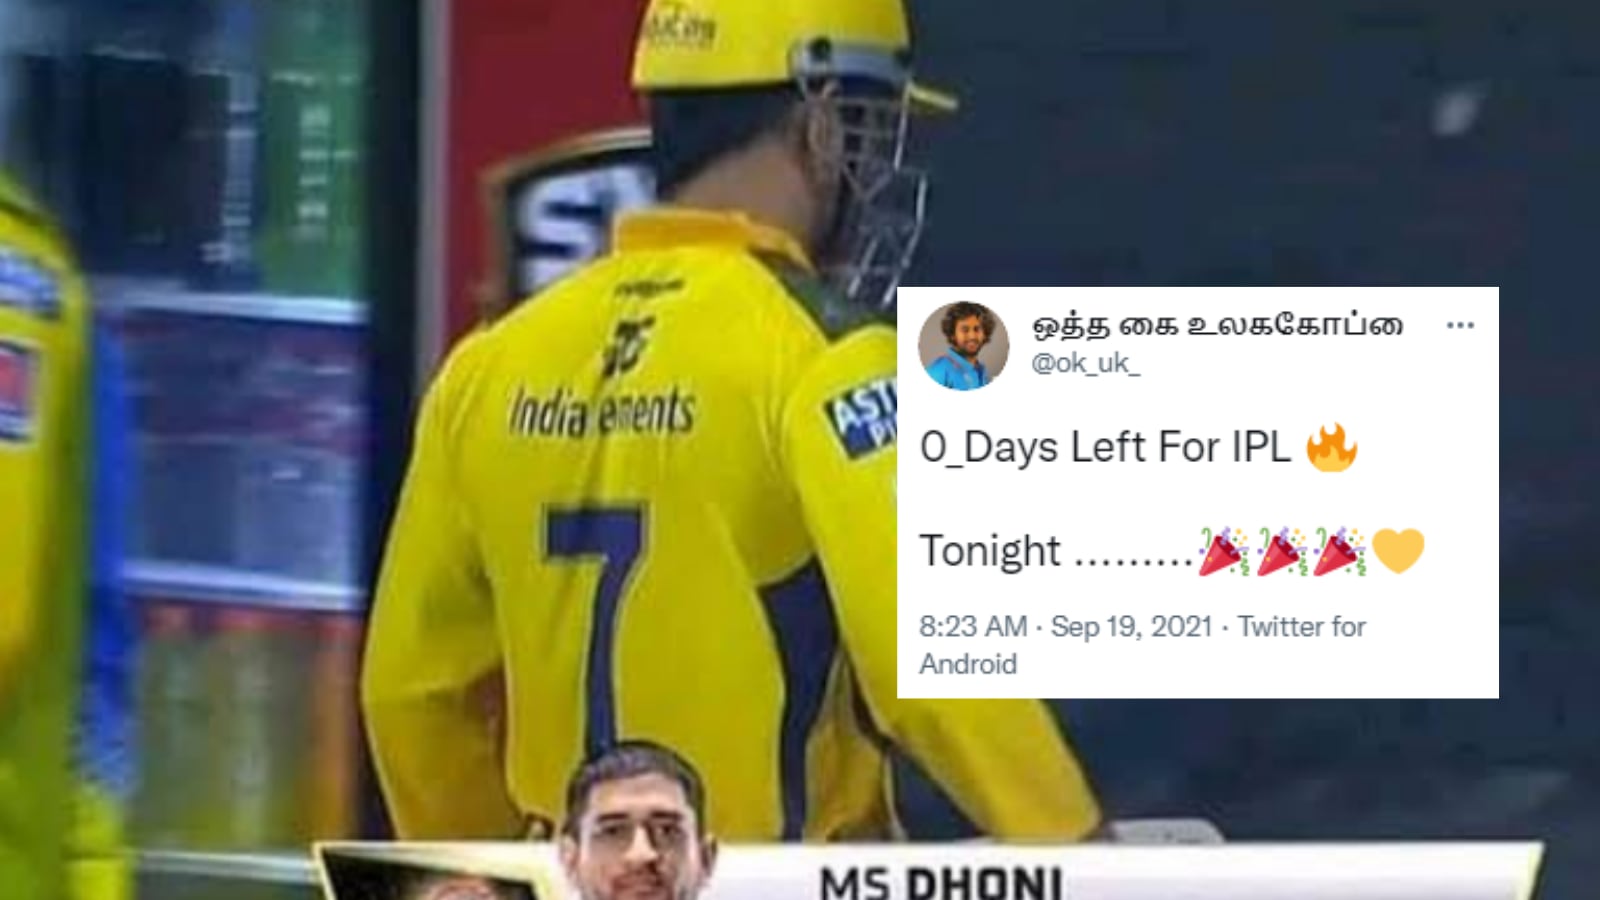 India ements
AST
7
ஒத்த கை உலககோப்பை
@ok_uk_
0_Days Left For IPL 🔥
Tonight .........🎉🎉🎉💛
8:23 AM · Sep 19, 2021 · Twitter for
Android
MS DHONI